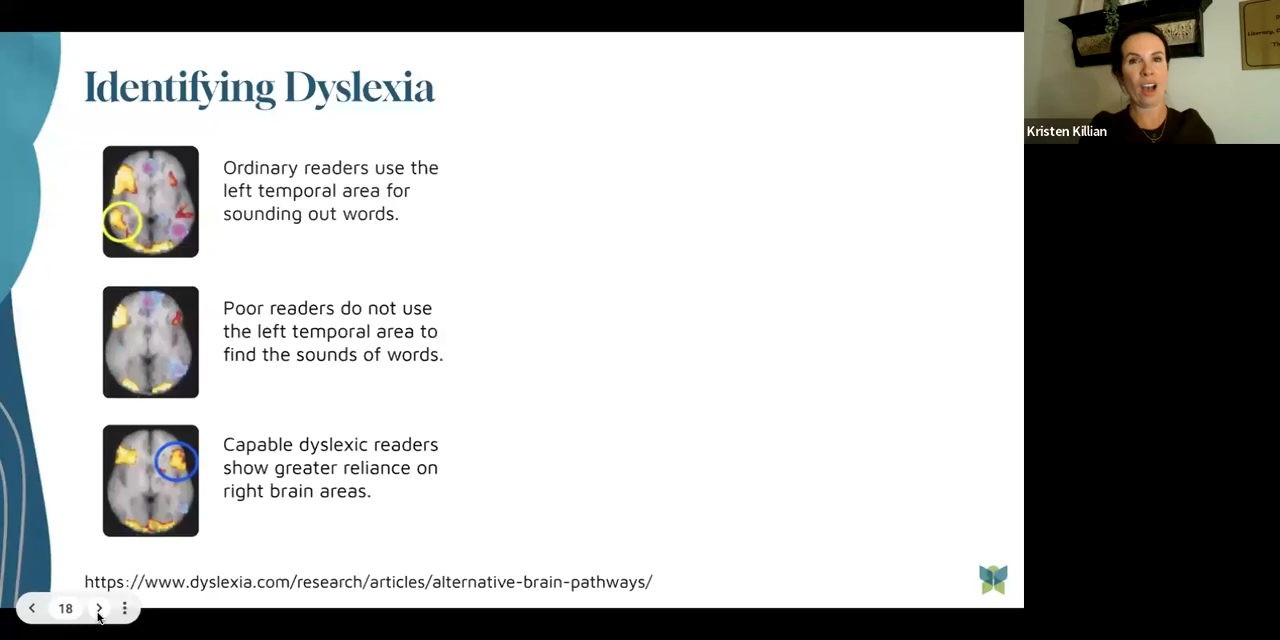 Identifying Dyslexia
Ordinary readers use the
left temporal area for
sounding out words.
Poor readers do not use
the left temporal area to
find the sounds of words.
Capable dyslexic readers
show greater reliance on
right brain areas.
https://www.dyslexia.com/research/articles/alternative-brain-pathways/
18
Kristen Killian